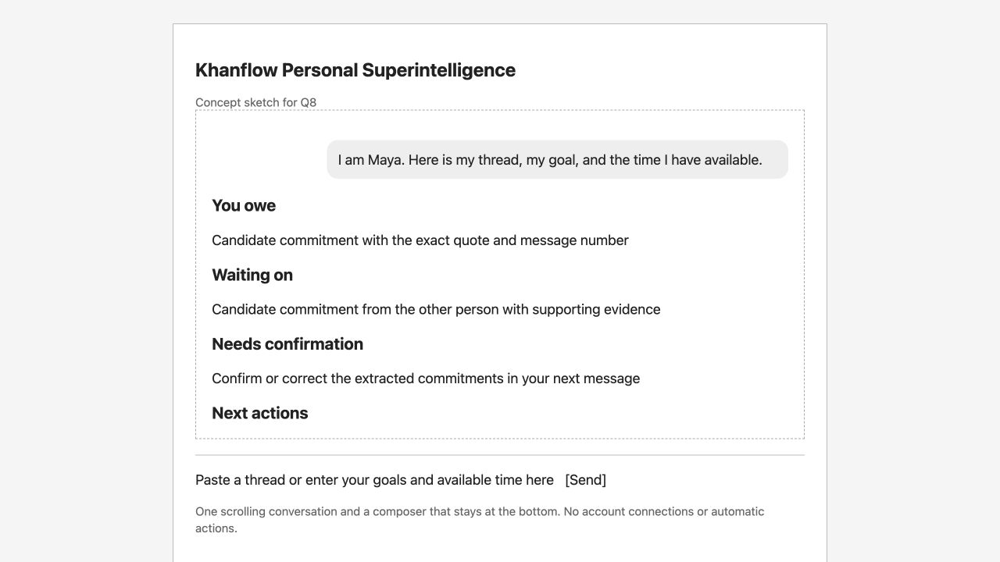 Khanflow Personal Superintelligence
Concept sketch for Q8
I am Maya. Here is my thread, my goal, and the time I have available.
You owe
Candidate commitment with the exact quote and message number
Waiting on
Candidate commitment from the other person with supporting evidence
Needs confirmation
Confirm or correct the extracted commitments in your next message
Next actions
Paste a thread or enter your goals and available time here [Send]
One scrolling conversation and a composer that stays at the bottom. No account connections or automatic
actions.